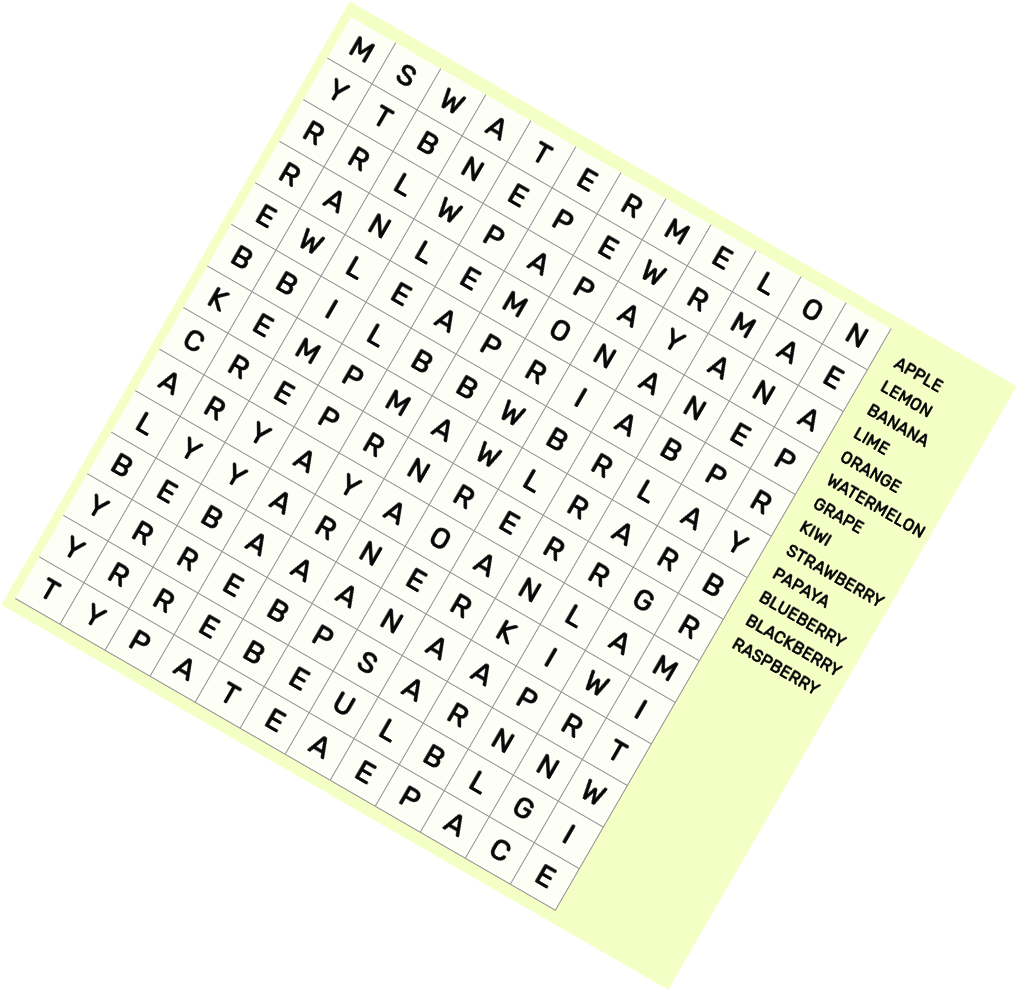 M S W A T E R M E L O N
Y T B N E P E W R M A E
R R L W P A P A Y A N A
R A N L E M O N A N E P
E W L E A P R I A B P R
B B I L B B W B R L A Y
K E M P M A W L R A R B
C R E P R N R E R R G R
A R Y A Y A O A N L A M
L Y Y A R N E R K I W I
B E B A A A N A A P R T
Y R R E B P S A R N N W
Y R R E B E U L B L G I
T Y P A T E A E P A C E
APPLE
LEMON
BANANA
LIME
ORANGE
WATERMELON
GRAPE
KIWI
STRAWBERRY
PAPAYA
BLUEBERRY
BLACKBERRY
RASPBERRY